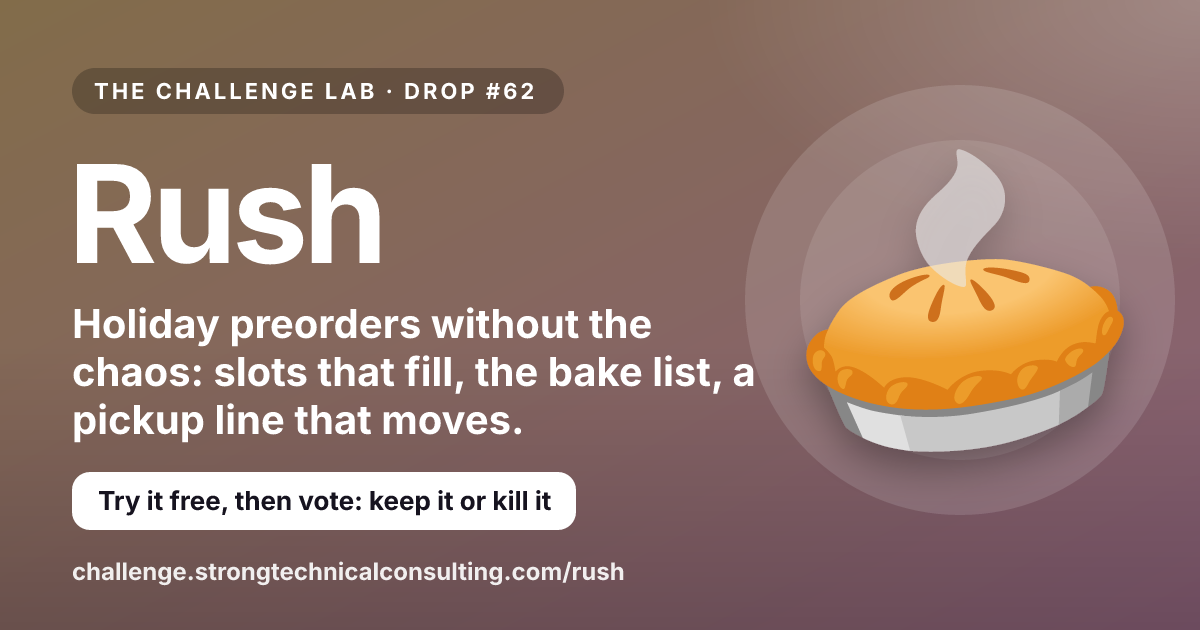 THE CHALLENGE LAB · DROP #62
Rush
Holiday preorders without the
chaos: slots that fill, the bake list, a
pickup line that moves.
Try it free, then vote: keep it or kill it
challenge.strongtechnicalconsulting.com/rush